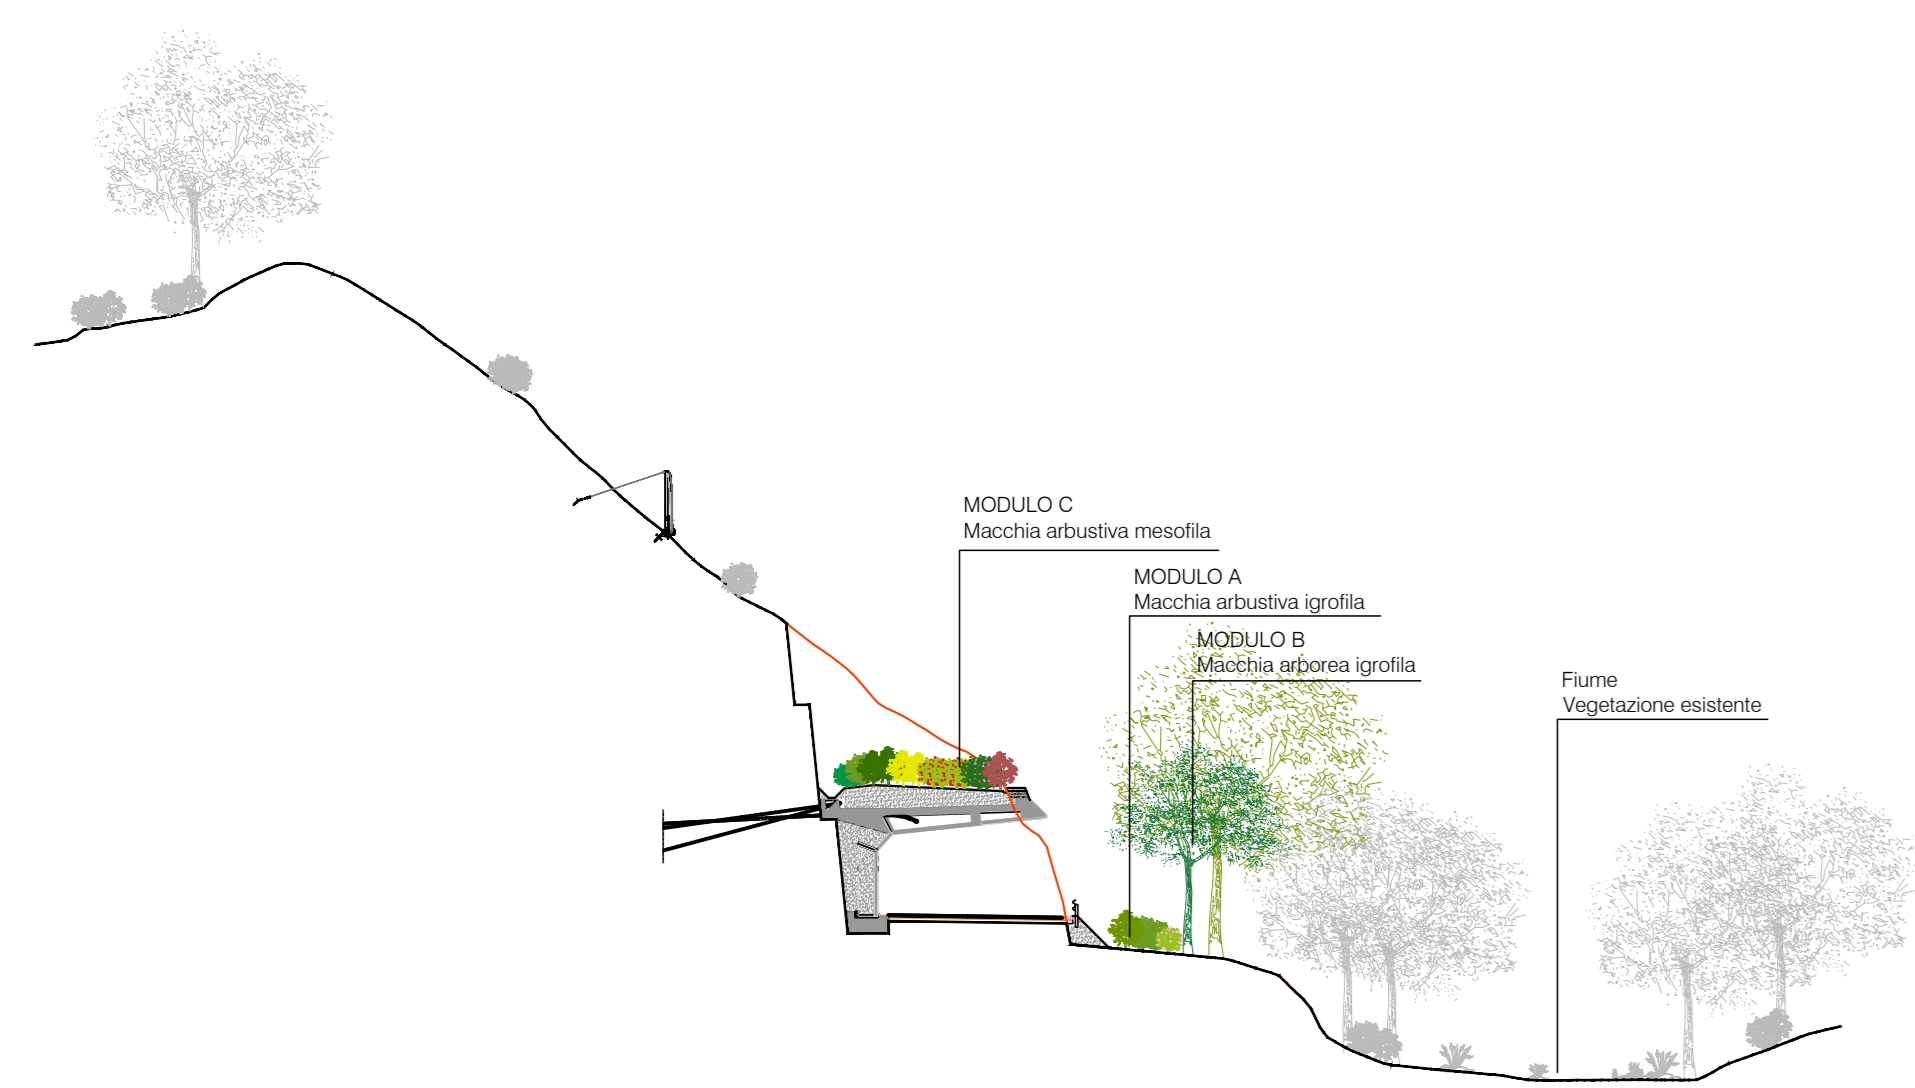 MODULO C
Macchia arbustiva mesofila
MODULO A
Macchia arbustiva igrofila
MODULO B
Macchia arborea igrofila
Fiume
Vegetazione esistente